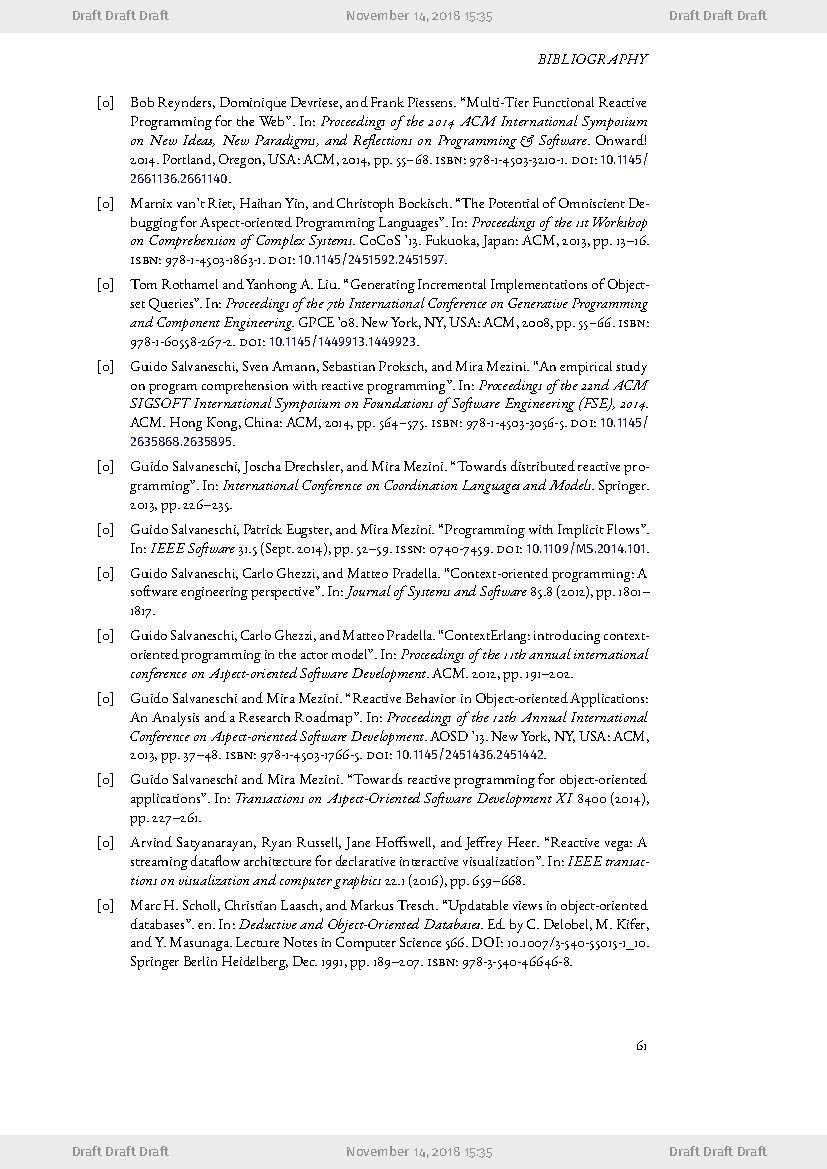 Draft Draft Draft November 14, 2018 15:35 Draft Draft Draft
BIBLIOGRAPHY
[0] Bob Reynders, Dominique Devriese, and Frank Piessens. “Multi-Tier Functional Reactive
Programming for the Web”. In: Proceedings of the 2014 ACM International Symposium
on New Ideas, New Paradigms, and Reflections on Programming & Software. Onward!
2014. Portland, Oregon, USA: ACM, 2014, pp. 55–68. ISBN: 978-1-4503-3210-1. DOI: 10.1145/
2661136.2661140.
[0] Marnix van’t Riet, Haihan Yin, and Christoph Bockisch. “The Potential of Omniscient De-
bugging for Aspect-oriented Programming Languages”. In: Proceedings of the 1st Workshop
on Comprehension of Complex Systems. CoCoS ’13. Fukuoka, Japan: ACM, 2013, pp. 13–16.
ISBN: 978-1-4503-1863-1. DOI: 10.1145/2451592.2451597.
[0] Tom Rothamel and Yanhong A. Liu. “Generating Incremental Implementations of Object-
set Queries”. In: Proceedings of the 7th International Conference on Generative Programming
and Component Engineering. GPCE ’08. New York, NY, USA: ACM, 2008, pp. 55–66. ISBN:
978-1-60558-267-2. DOI: 10.1145/1449913.1449923.
[0] Guido Salvaneschi, Sven Amann, Sebastian Proksch, and Mira Mezini. “An empirical study
on program comprehension with reactive programming”. In: Proceedings of the 22nd ACM
SIGSOFT International Symposium on Foundations of Software Engineering (FSE), 2014.
ACM. Hong Kong, China: ACM, 2014, pp. 564–575. ISBN: 978-1-4503-3056-5. DOI: 10.1145/
2635868.2635895.
[0] Guido Salvaneschi, Joscha Drechsler, and Mira Mezini. “Towards distributed reactive pro-
gramming”. In: International Conference on Coordination Languages and Models. Springer.
2013, pp. 226–235.
[0] Guido Salvaneschi, Patrick Eugster, and Mira Mezini. “Programming with Implicit Flows”.
In: IEEE Software 31.5 (Sept. 2014), pp. 52–59. ISSN: 0740-7459. DOI: 10.1109/MS.2014.101.
[0] Guido Salvaneschi, Carlo Ghezzi, and Matteo Pradella. “Context-oriented programming: A
software engineering perspective”. In: Journal of Systems and Software 85.8 (2012), pp. 1801–
1817.
[0] Guido Salvaneschi, Carlo Ghezzi, and Matteo Pradella. “ContextErlang: introducing context-
oriented programming in the actor model”. In: Proceedings of the 11th annual international
conference on Aspect-oriented Software Development. ACM. 2012, pp. 191–202.
[0] Guido Salvaneschi and Mira Mezini. “Reactive Behavior in Object-oriented Applications:
An Analysis and a Research Roadmap”. In: Proceedings of the 12th Annual International
Conference on Aspect-oriented Software Development. AOSD ’13. New York, NY, USA: ACM,
2013, pp. 37–48. ISBN: 978-1-4503-1766-5. DOI: 10.1145/2451436.2451442.
[0] Guido Salvaneschi and Mira Mezini. “Towards reactive programming for object-oriented
applications”. In: Transactions on Aspect-Oriented Software Development XI 8400 (2014),
pp. 227–261.
[0] Arvind Satyanarayan, Ryan Russell, Jane Hoffswell, and Jeffrey Heer. “Reactive vega: A
streaming dataflow architecture for declarative interactive visualization”. In: IEEE transac-
tions on visualization and computer graphics 22.1 (2016), pp. 659–668.
[0] Marc H. Scholl, Christian Laasch, and Markus Tresch. “Updatable views in object-oriented
databases”. en. In: Deductive and Object-Oriented Databases. Ed. by C. Delobel, M. Kifer,
and Y. Masunaga. Lecture Notes in Computer Science 566. DOI: 10.1007/3-540-55015-1_10.
Springer Berlin Heidelberg, Dec. 1991, pp. 189–207. ISBN: 978-3-540-46646-8.
61
Draft Draft Draft November 14, 2018 15:35 Draft Draft Draft